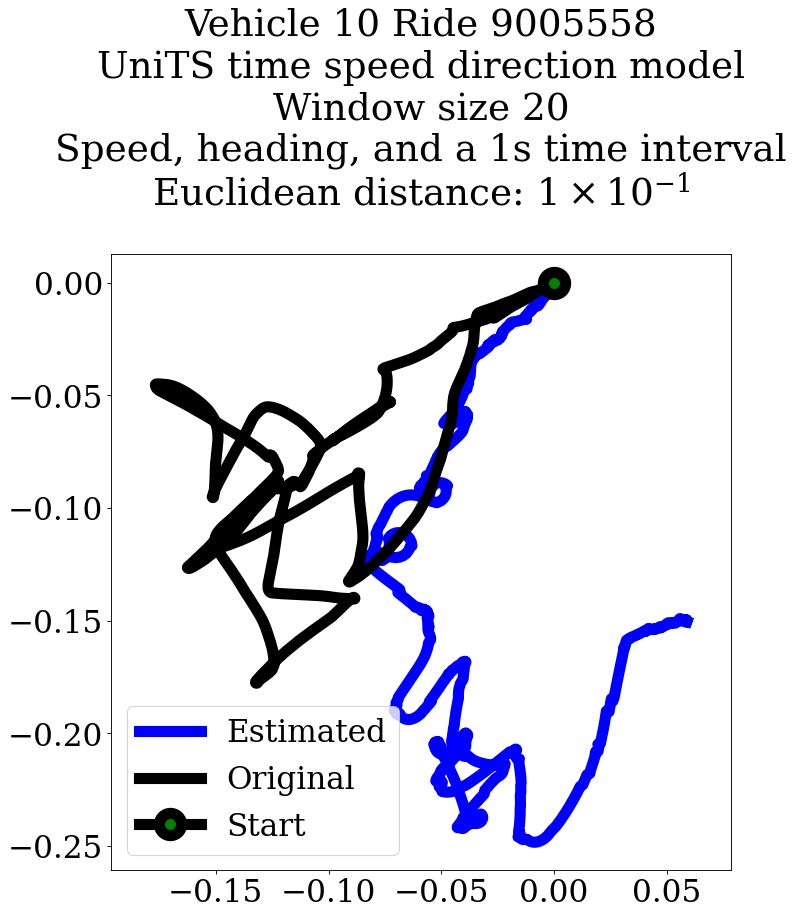 Vehicle 10 Ride 9005558
UniTS time speed direction model
Window size 20
Speed, heading, and a 1s time interval
Euclidean distance: 1 × 10⁻¹
0.00
−0.05
−0.10
−0.15
−0.20
−0.25
Estimated
Original
Start
−0.15 −0.10 −0.05 0.00 0.05